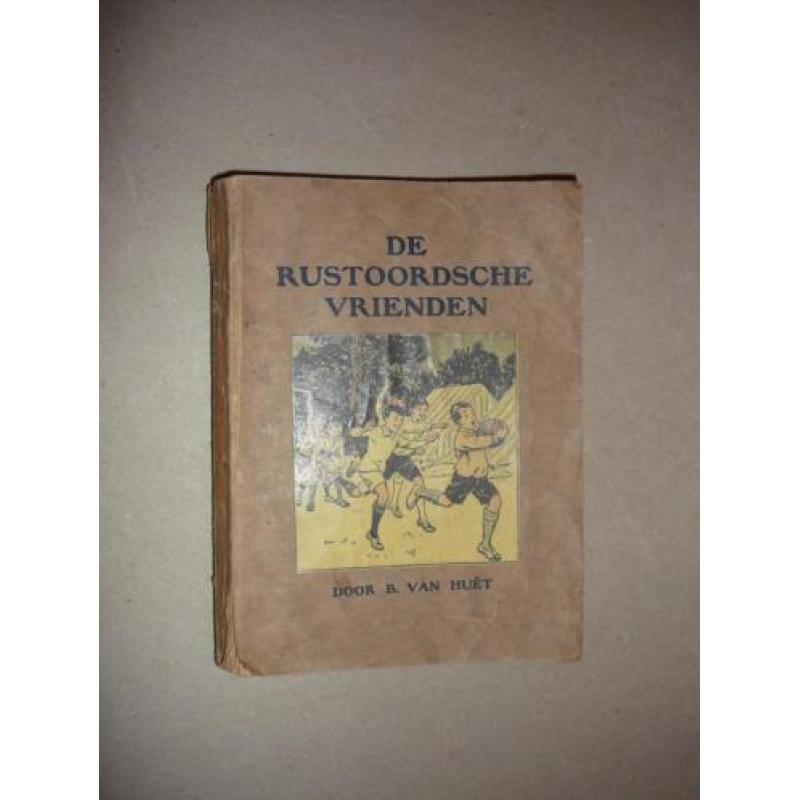 DE
RUSTOORDSCHE
VRIENDEN
DOOR B. VAN HUËT